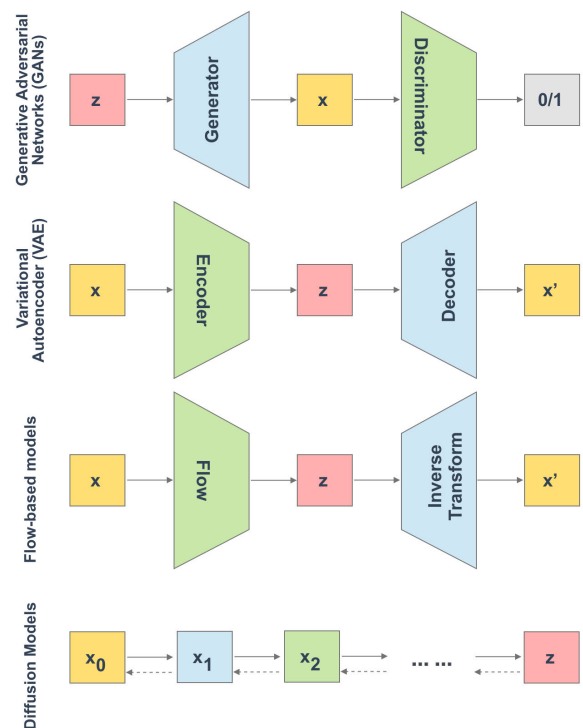 Generative Adversarial
Networks (GANs)
z
Generator
x
Discriminator
0/1
Variational
Autoencoder (VAE)
x
Encoder
z
Decoder
x'
Flow-based models
x
Flow
z
Inverse
Transform
x'
Diffusion Models
x₀
x₁
x₂
... ...
z